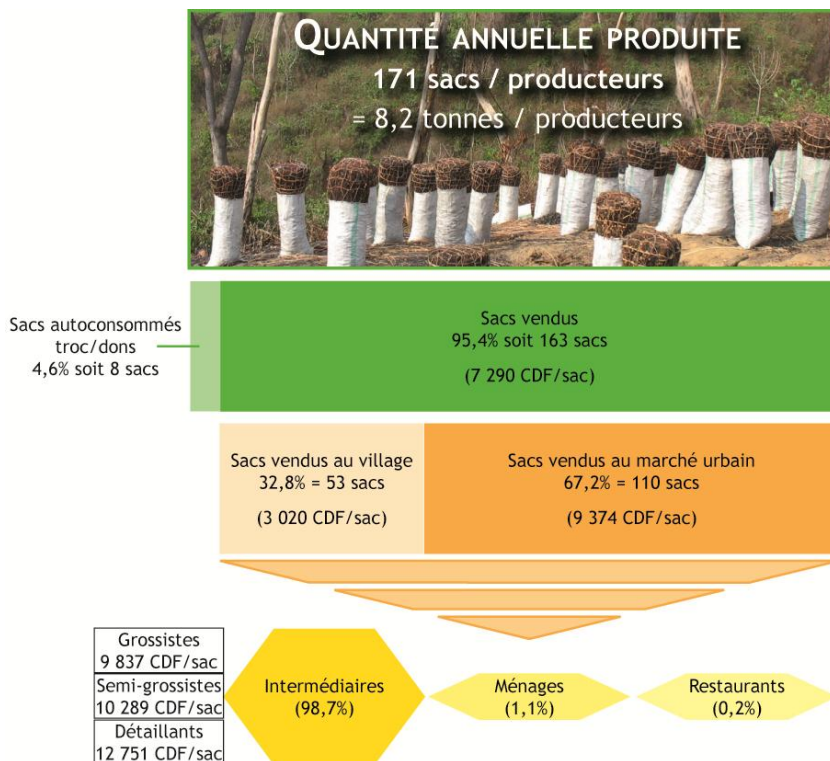 QUANTITÉ ANNUELLE PRODUITE
171 sacs / producteurs
= 8,2 tonnes / producteurs
Sacs autoconsommés
troc/dons
4,6% soit 8 sacs
Sacs vendus
95,4% soit 163 sacs
(7 290 CDF/sac)
Sacs vendus au village
32,8% = 53 sacs
(3 020 CDF/sac)
Sacs vendus au marché urbain
67,2% = 110 sacs
(9 374 CDF/sac)
Grossistes
9 837 CDF/sac
Semi-grossistes
10 289 CDF/sac
Détaillants
12 751 CDF/sac
Intermédiaires
(98,7%)
Ménages
(1,1%)
Restaurants
(0,2%)